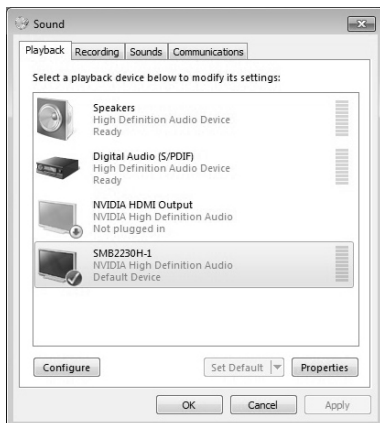 Sound
Playback Recording Sounds Communications
Select a playback device below to modify its settings:
Speakers
High Definition Audio Device
Ready
Digital Audio (S/PDIF)
High Definition Audio Device
Ready
NVIDIA HDMI Output
NVIDIA High Definition Audio
Not plugged in
SMB2230H-1
NVIDIA High Definition Audio
Default Device
Configure Set Default Properties
OK Cancel Apply